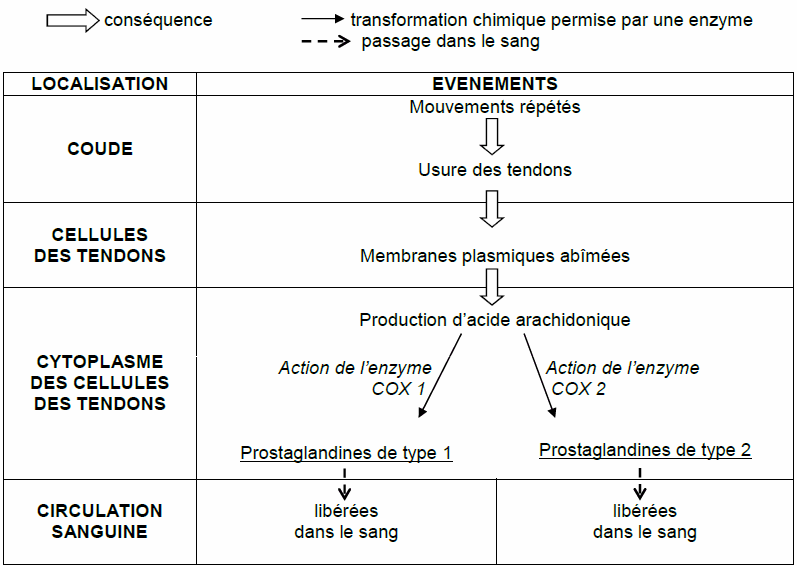 conséquence
transformation chimique permise par une enzyme
passage dans le sang
LOCALISATION
EVENEMENTS
COUDE
Mouvements répétés
Usure des tendons
CELLULES
DES TENDONS
Membranes plasmiques abîmées
CYTOPLASME
DES CELLULES
DES TENDONS
Production d’acide arachidonique
Action de l’enzyme
COX 1
Action de l’enzyme
COX 2
Prostaglandines de type 1
Prostaglandines de type 2
CIRCULATION
SANGUINE
libérées
dans le sang
libérées
dans le sang